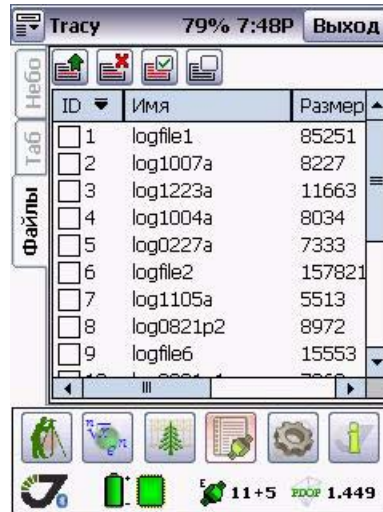 Tracy 79% 7:48P Выход
Небо
Таб
Файлы
ID Имя Размер
1 logfile1 85251
2 log1007a 8227
3 log1223a 11663
4 log1004a 8034
5 log0227a 7333
6 logfile2 157821
7 log1105a 5513
8 log0821p2 8972
9 logfile6 15553
0 E 11+5 PDOP 1.449